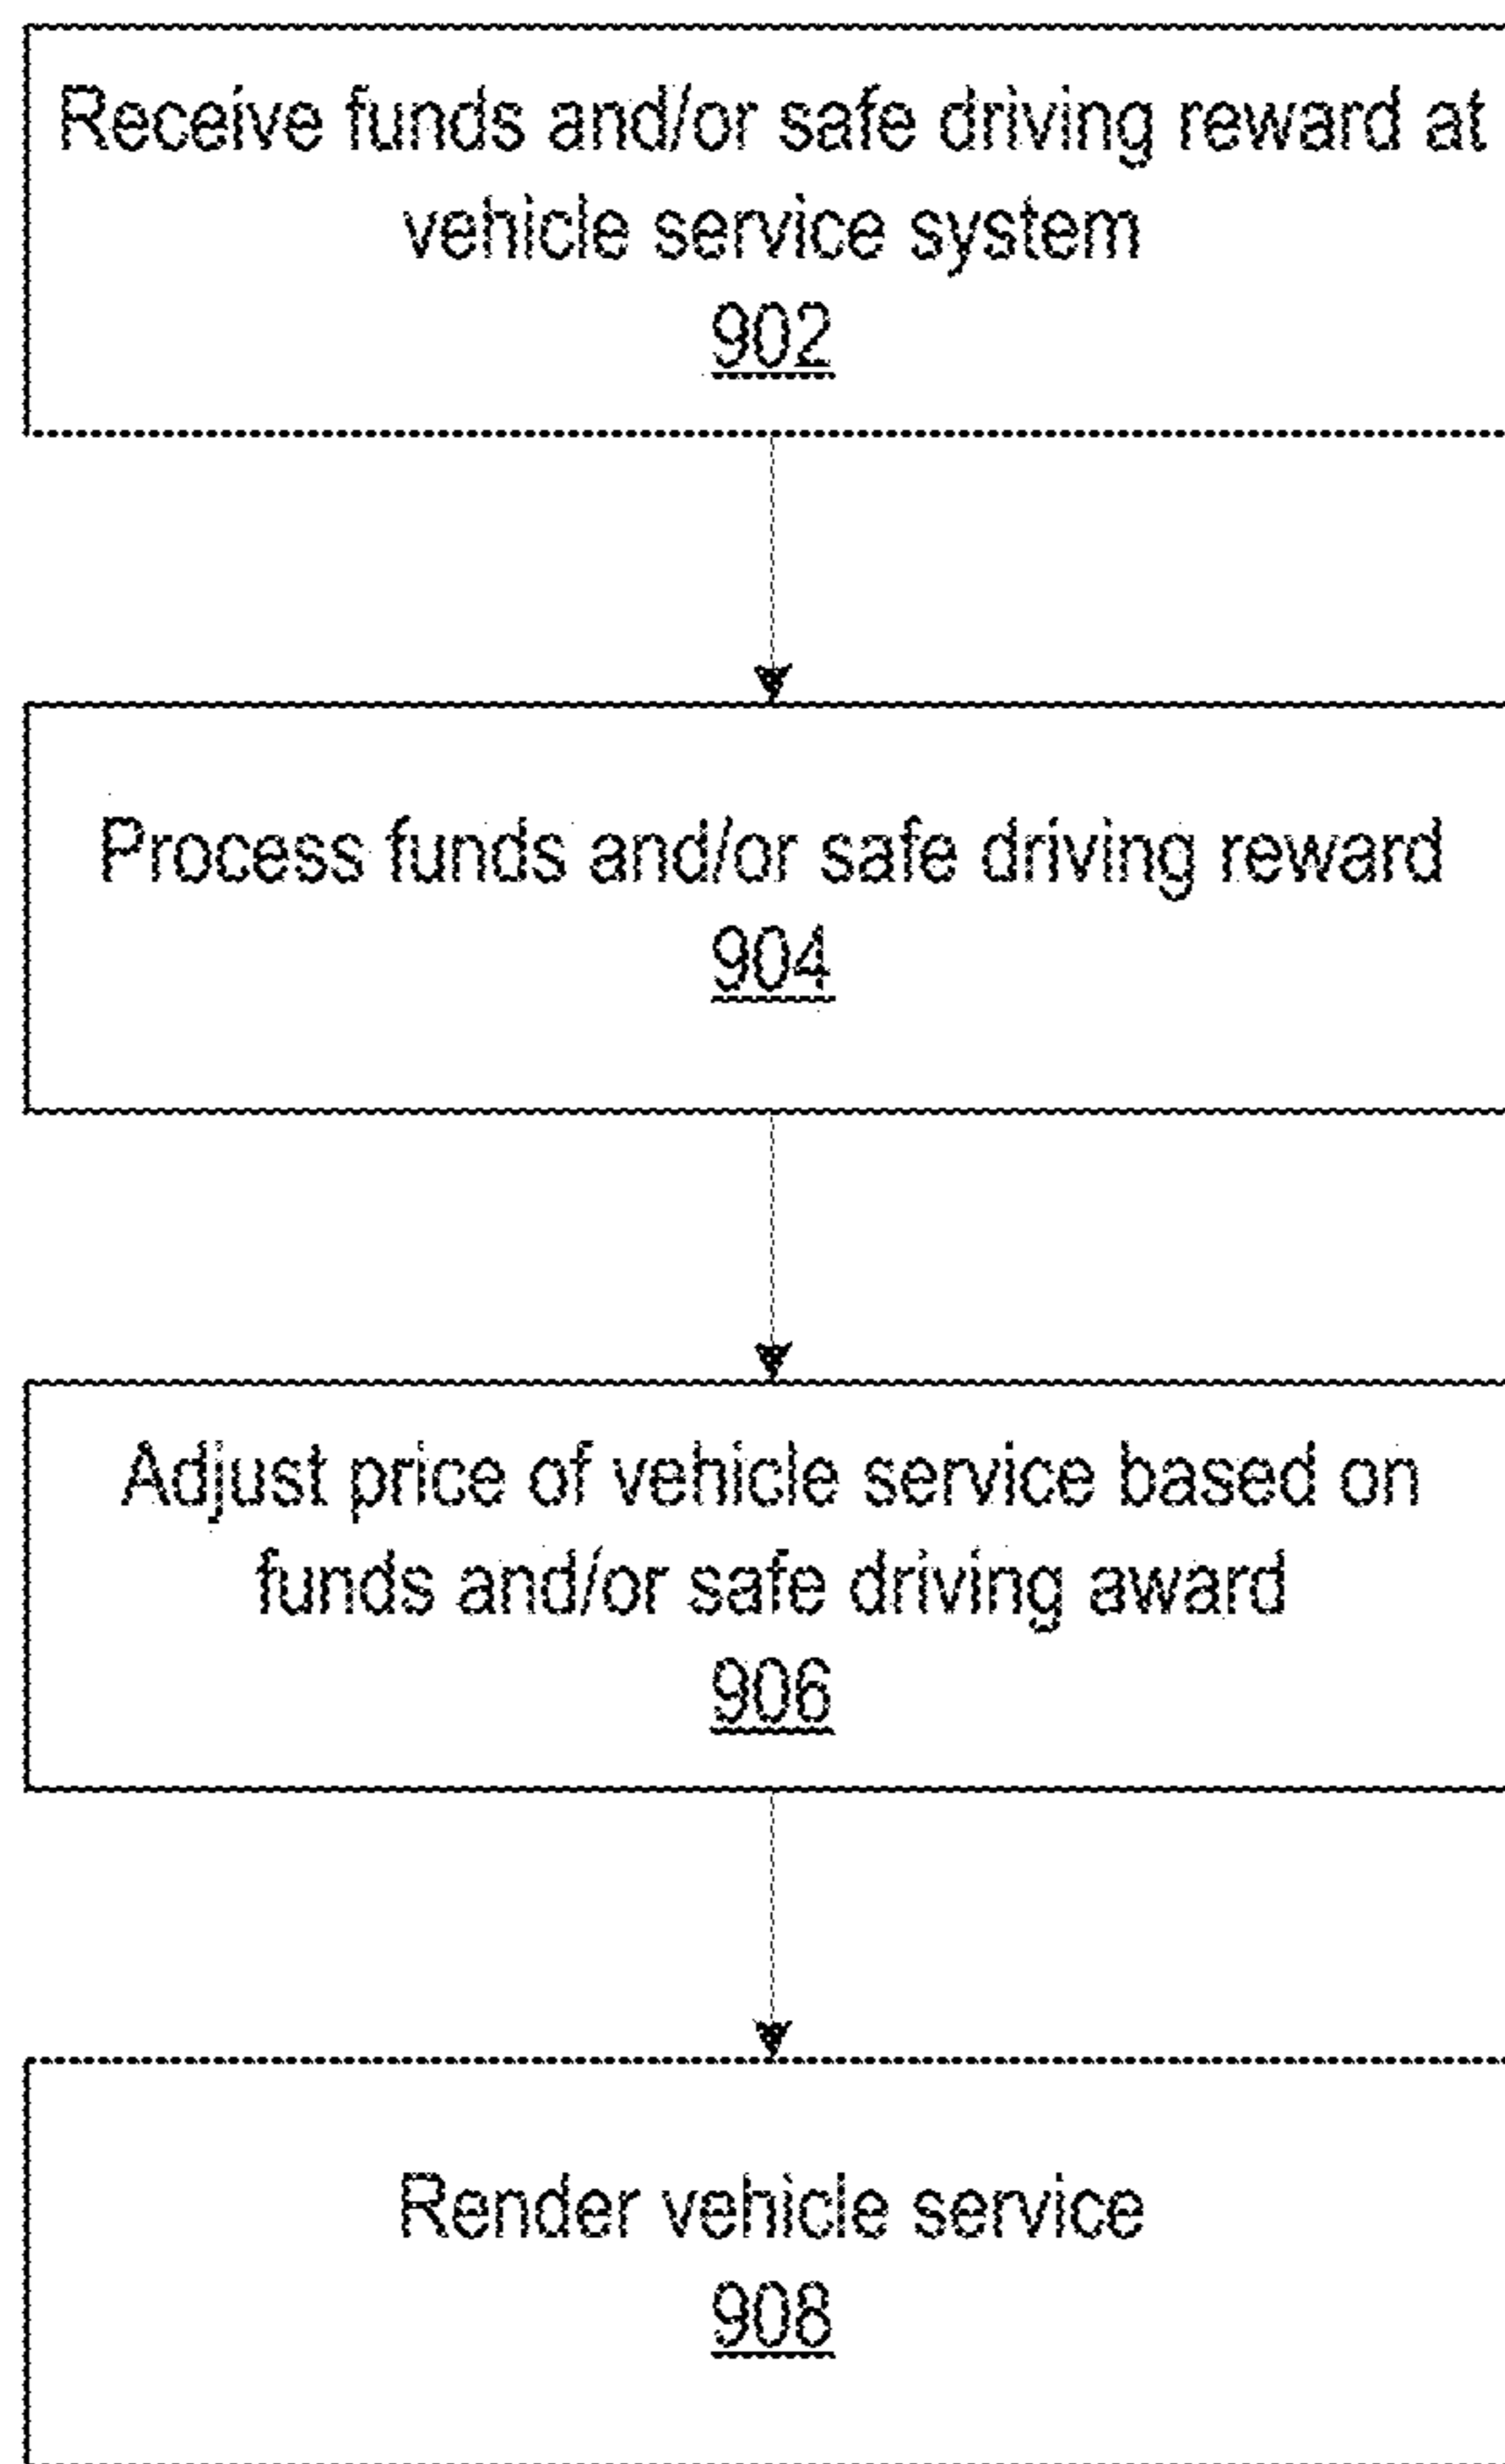 Receive funds and/or safe driving reward at
vehicle service system
902
Process funds and/or safe driving reward
904
Adjust price of vehicle service based on
funds and/or safe driving award
906
Render vehicle service
908